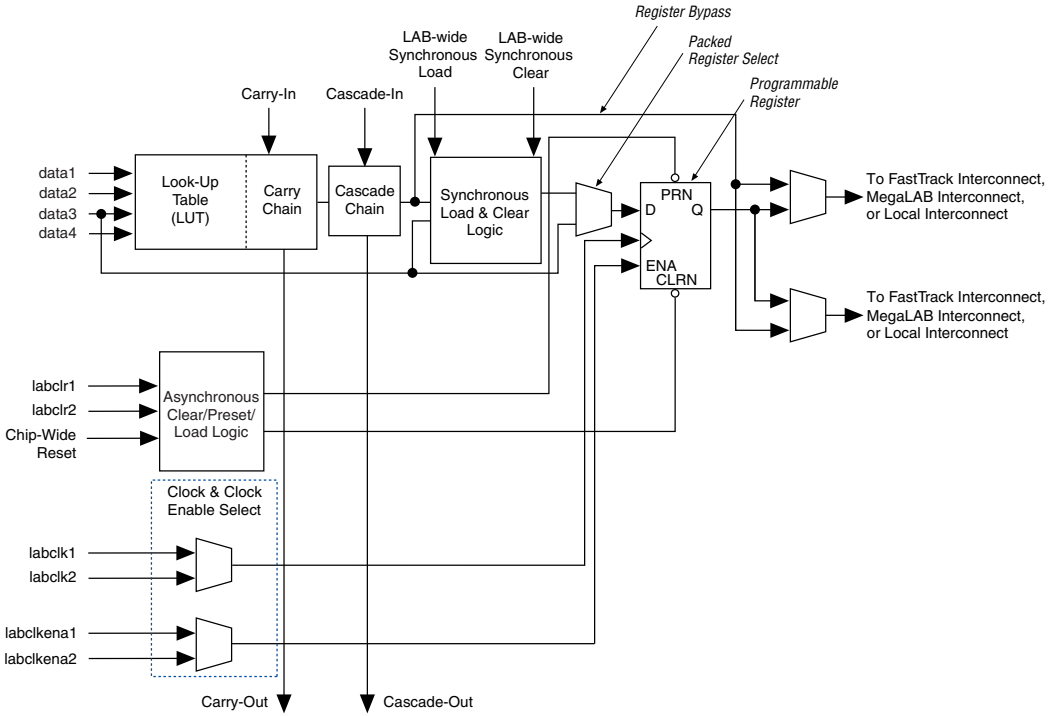 Register Bypass
Packed
Register Select
Programmable
Register
LAB-wide
Synchronous
Load
LAB-wide
Synchronous
Clear
Carry-In
Cascade-In
data1
data2
data3
data4
Look-Up
Table
(LUT)
Carry
Chain
Cascade
Chain
Synchronous
Load & Clear
Logic
PRN
D
Q
ENA
CLRN
To FastTrack Interconnect,
MegaLAB Interconnect,
or Local Interconnect
To FastTrack Interconnect,
MegaLAB Interconnect,
or Local Interconnect
labclr1
labclr2
Chip-Wide
Reset
Asynchronous
Clear/Preset/
Load Logic
Clock & Clock
Enable Select
labclk1
labclk2
labclkena1
labclkena2
Carry-Out
Cascade-Out